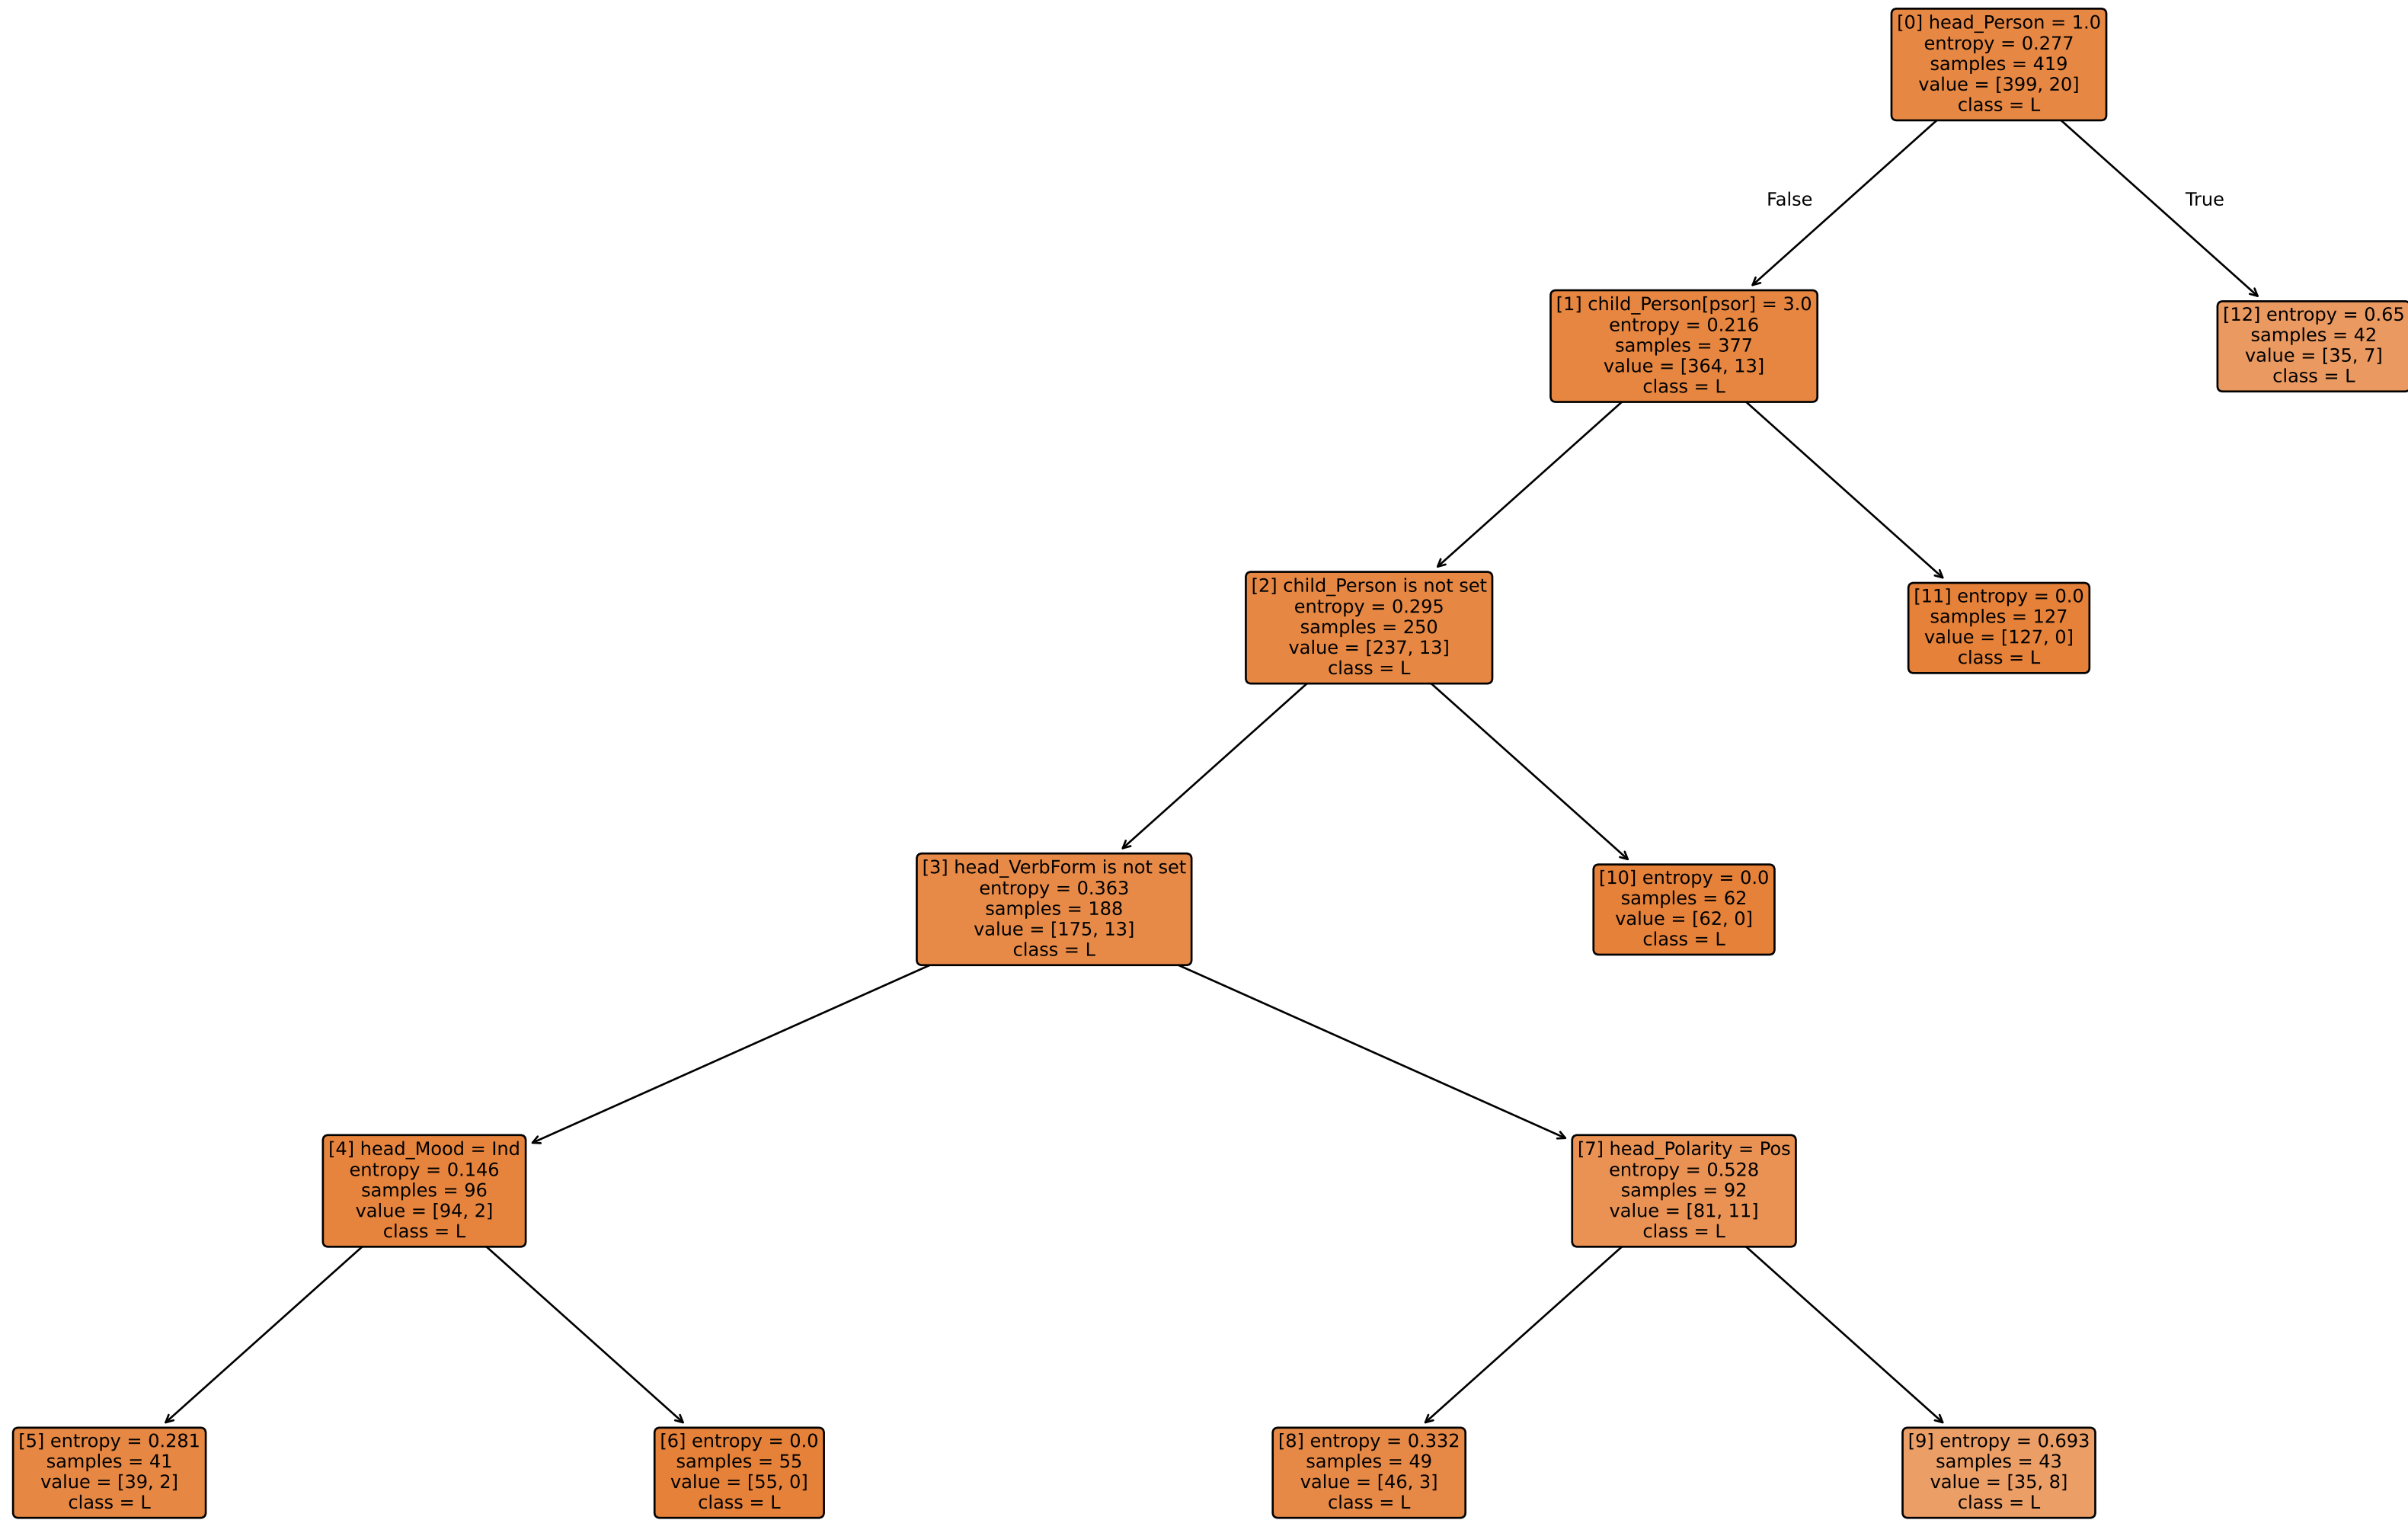 [0] head_Person = 1.0
entropy = 0.277
samples = 419
value = [399, 20]
class = L
False
True
[1] child_Person[psor] = 3.0
entropy = 0.216
samples = 377
value = [364, 13]
class = L
[12] entropy = 0.65
samples = 42
value = [35, 7]
class = L
[2] child_Person is not set
entropy = 0.295
samples = 250
value = [237, 13]
class = L
[11] entropy = 0.0
samples = 127
value = [127, 0]
class = L
[3] head_VerbForm is not set
entropy = 0.363
samples = 188
value = [175, 13]
class = L
[10] entropy = 0.0
samples = 62
value = [62, 0]
class = L
[4] head_Mood = Ind
entropy = 0.146
samples = 96
value = [94, 2]
class = L
[7] head_Polarity = Pos
entropy = 0.528
samples = 92
value = [81, 11]
class = L
[5] entropy = 0.281
samples = 41
value = [39, 2]
class = L
[6] entropy = 0.0
samples = 55
value = [55, 0]
class = L
[8] entropy = 0.332
samples = 49
value = [46, 3]
class = L
[9] entropy = 0.693
samples = 43
value = [35, 8]
class = L